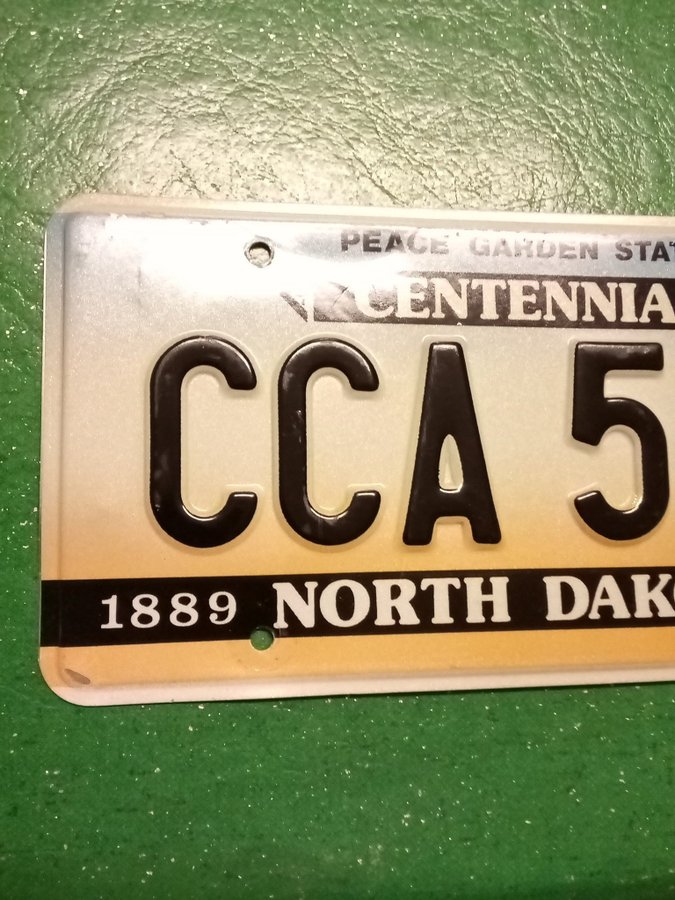 PEACE GARDEN STAT
CENTENNIA
CCA 5
1889 NORTH DAK